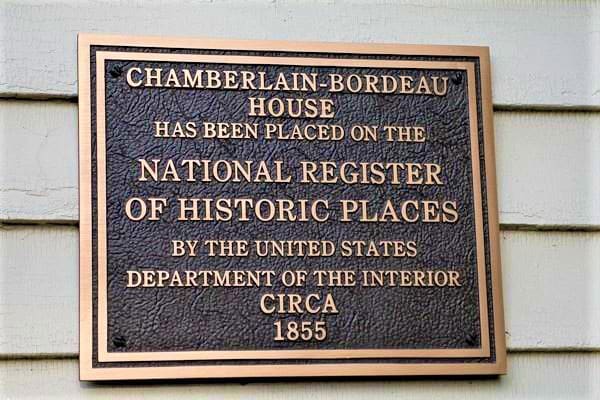 CHAMBERLAIN-BORDEAU
HOUSE
HAS BEEN PLACED ON THE
NATIONAL REGISTER
OF HISTORIC PLACES
BY THE UNITED STATES
DEPARTMENT OF THE INTERIOR
CIRCA
1855